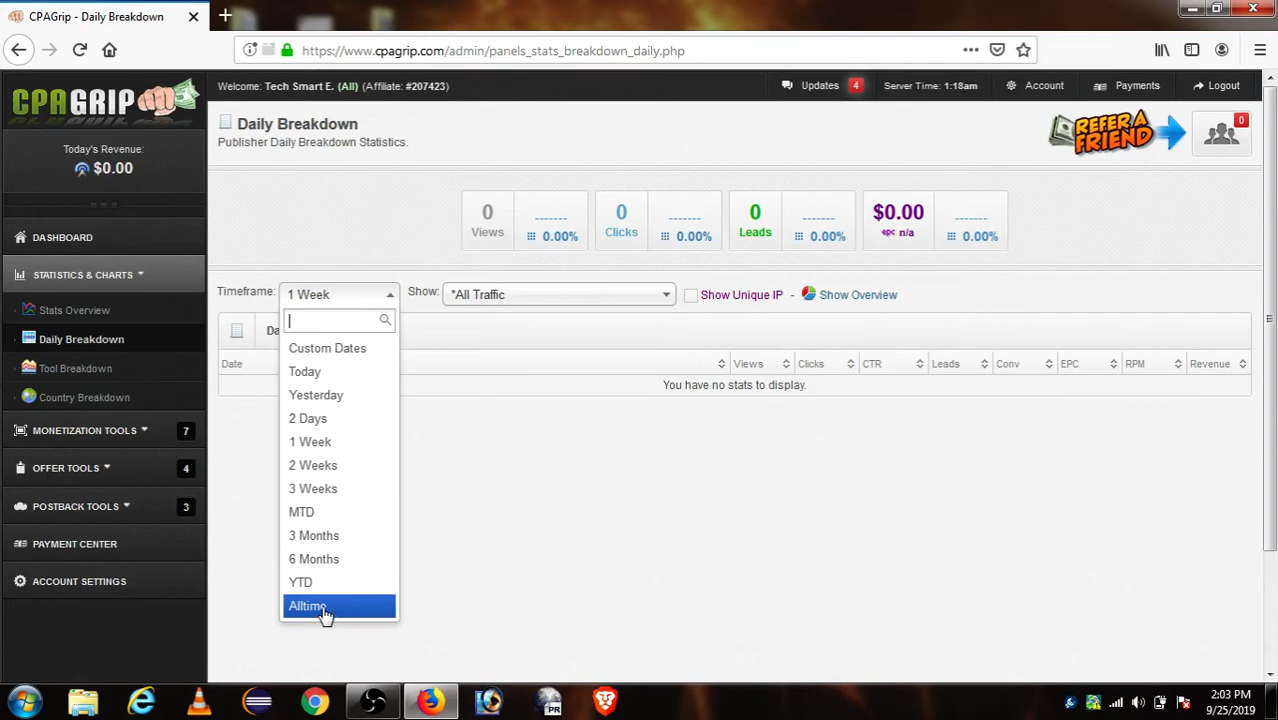 CPAGrip - Daily Breakdown
https://www.cpagrip.com/admin/panels_stats_breakdown_daily.php
CPAGRIP
Welcome: Tech Smart E. (All) (Affiliate: #207423)
Updates 4
Server Time: 1:18am
Account
Payments
Logout
Daily Breakdown
Publisher Daily Breakdown Statistics.
REFER A FRIEND
0
Today's Revenue:
$0.00
DASHBOARD
STATISTICS & CHARTS
Stats Overview
Daily Breakdown
Tool Breakdown
Country Breakdown
MONETIZATION TOOLS 7
OFFER TOOLS 4
POSTBACK TOOLS 3
PAYMENT CENTER
ACCOUNT SETTINGS
0 Views ------- 0.00%
0 Clicks ------- 0.00%
0 Leads ------- 0.00%
$0.00 epc n/a ------- 0.00%
Timeframe: 1 Week Show: *All Traffic Show Unique IP - Show Overview
Da
Date Views Clicks CTR Leads Conv EPC RPM Revenue
You have no stats to display.
Custom Dates
Today
Yesterday
2 Days
1 Week
2 Weeks
3 Weeks
MTD
3 Months
6 Months
YTD
Alltime
PR
2:03 PM
9/25/2019